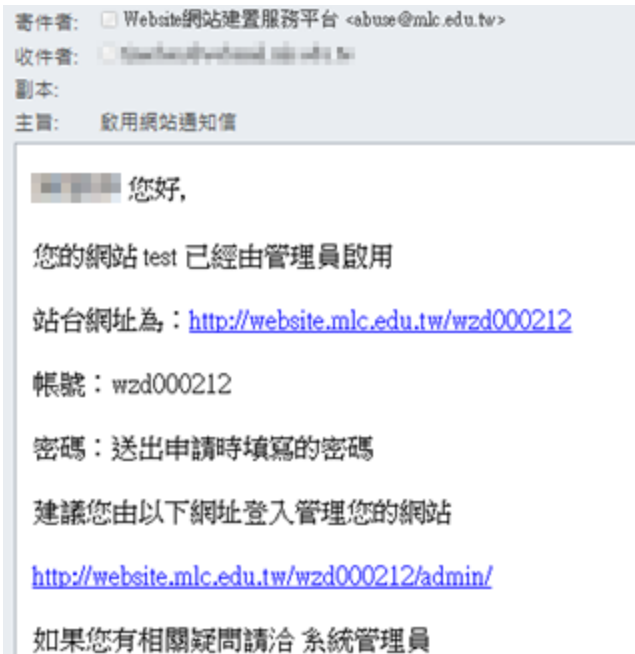 寄件者: Website網站建置服務平台 <abuse@mlc.edu.tw>
收件者:
副本:
主旨: 啟用網站通知信
您好,
您的網站 test 已經由管理員啟用
站台網址為：http://website.mlc.edu.tw/wzd000212
帳號：wzd000212
密碼：送出申請時填寫的密碼
建議您由以下網址登入管理您的網站
http://website.mlc.edu.tw/wzd000212/admin/
如果您有相關疑問請洽 系統管理員